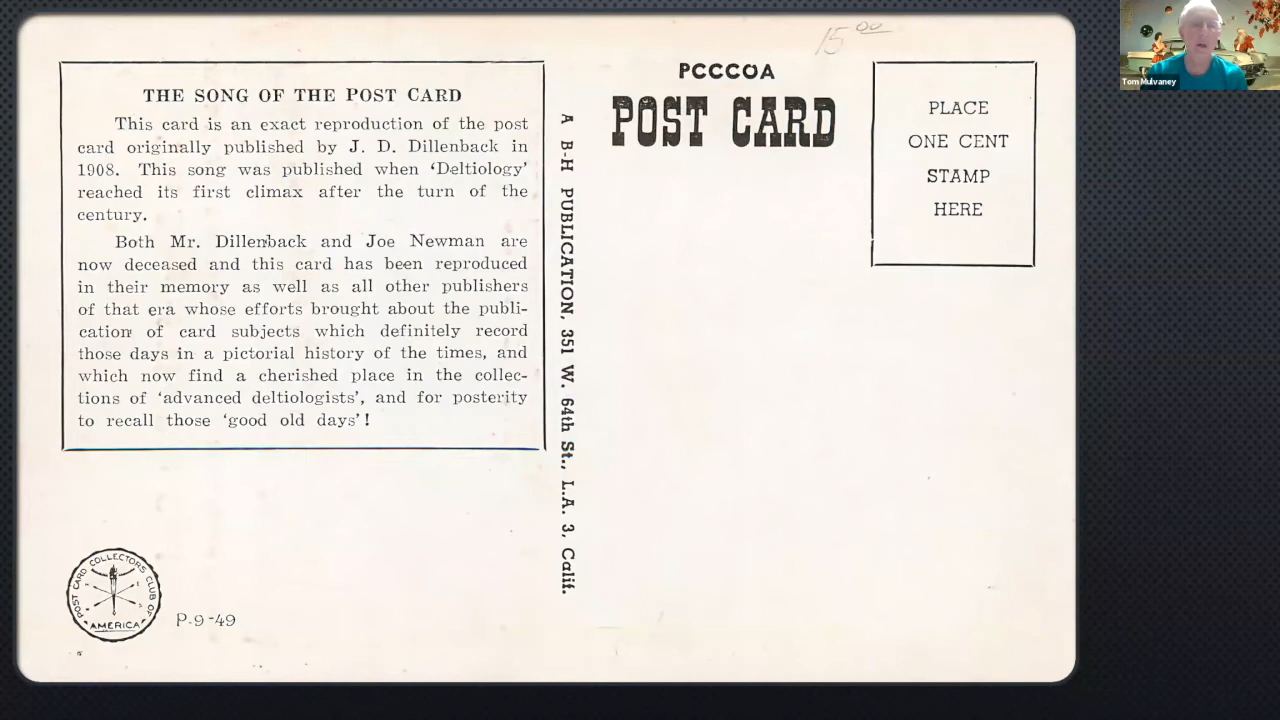 15 00
THE SONG OF THE POST CARD
This card is an exact reproduction of the post
card originally published by J. D. Dillenback in
1908. This song was published when ‘Deltiology’
reached its first climax after the turn of the
century.
Both Mr. Dillenback and Joe Newman are
now deceased and this card has been reproduced
in their memory as well as all other publishers
of that era whose efforts brought about the publi-
cation of card subjects which definitely record
those days in a pictorial history of the times, and
which now find a cherished place in the collec-
tions of ‘advanced deltiologists’, and for posterity
to recall those ‘good old days’!
POST CARD COLLECTORS CLUB OF
AMERICA
P-9-49
A B-H PUBLICATION, 351 W. 64th St., L.A. 3, Calif.
PCCCOA
POST CARD
PLACE
ONE CENT
STAMP
HERE
Tom Mulvaney